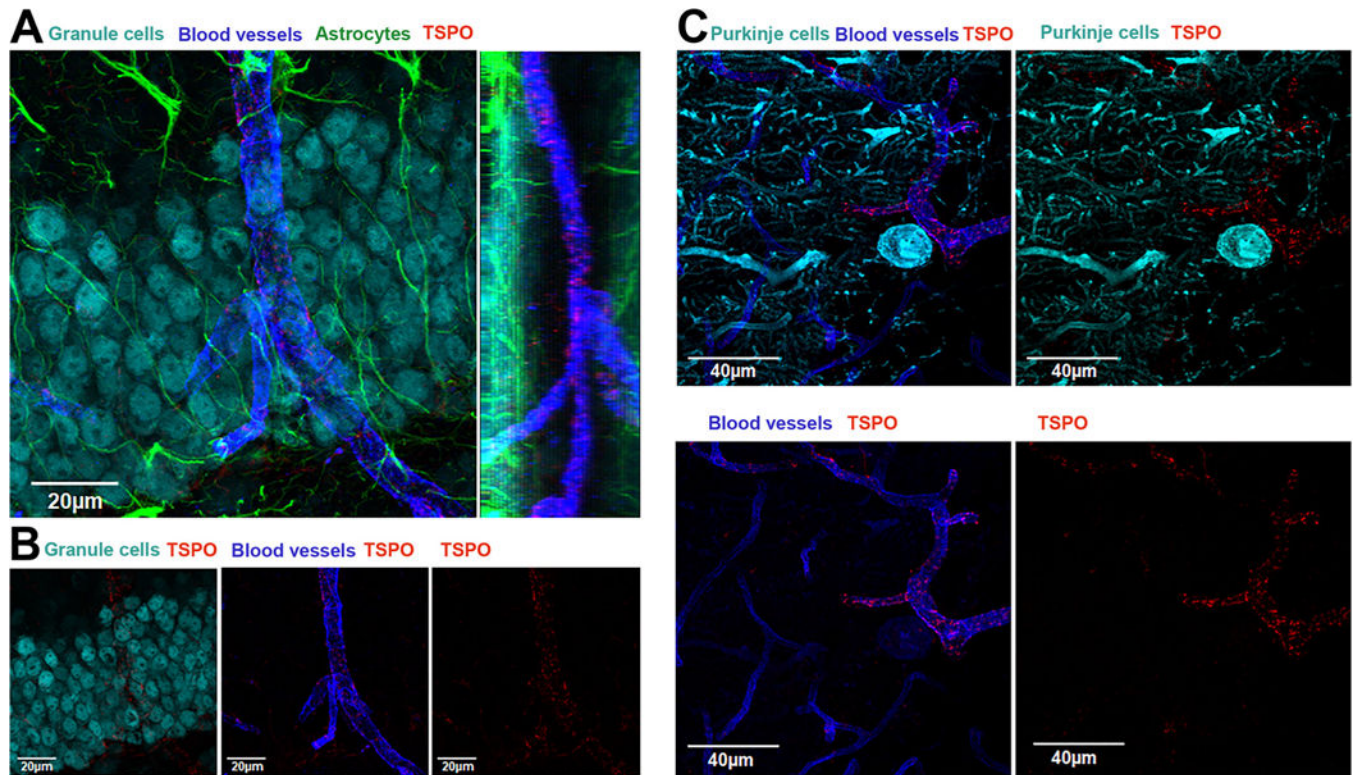 A Granule cells Blood vessels Astrocytes TSPO
20µm
B Granule cells TSPO Blood vessels TSPO TSPO
20µm 20µm 20µm
C Purkinje cells Blood vessels TSPO Purkinje cells TSPO
40µm 40µm
Blood vessels TSPO TSPO
40µm 40µm